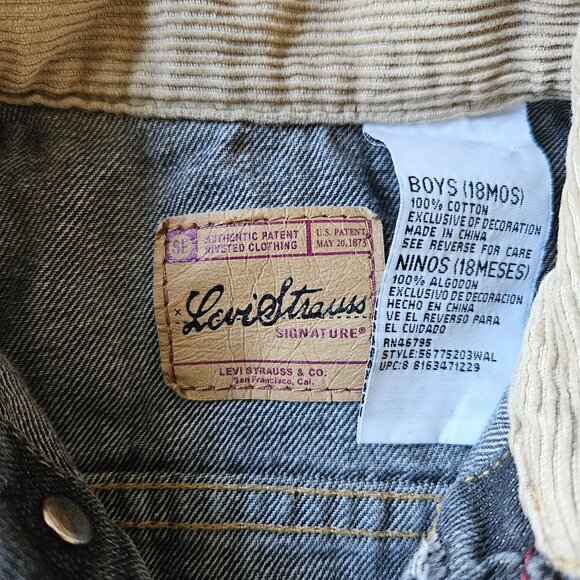 SP
AUTHENTIC PATENT
RIVETED CLOTHING
U.S. PATENT
MAY 20, 1873
x Levi Strauss
SIGNATURE®
LEVI STRAUSS & CO.
San Francisco, Cal.
BOYS (18MOS)
100% COTTON
EXCLUSIVE OF DECORATION
MADE IN CHINA
SEE REVERSE FOR CARE
NINOS (18MESES)
100% ALGODON
EXCLUSIVO DE DECORACION
HECHO EN CHINA
VE EL REVERSO PARA
EL CUIDADO
RN46795
STYLE:56775203WAL
UPC:8 8163471229